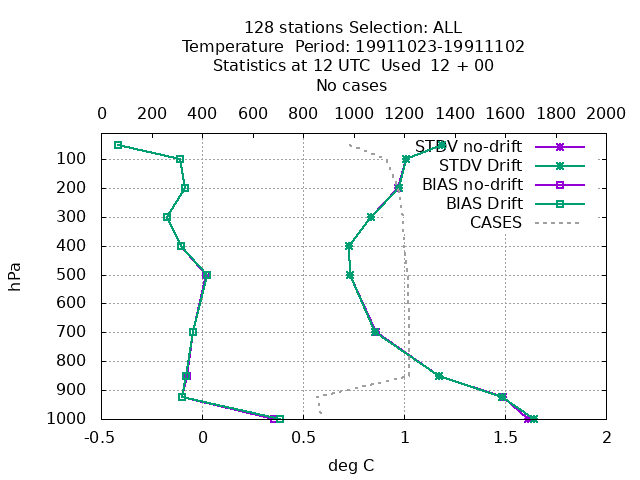 128 stations Selection: ALL
Temperature  Period: 19911023-19911102
Statistics at 12 UTC  Used  12 + 00
No cases
0 200 400 600 800 1000 1200 1400 1600 1800 2000
STDV no-drift
STDV Drift
BIAS no-drift
BIAS Drift
CASES
100
200
300
400
500
600
700
800
900
1000
hPa
-0.5 0 0.5 1 1.5 2
deg C